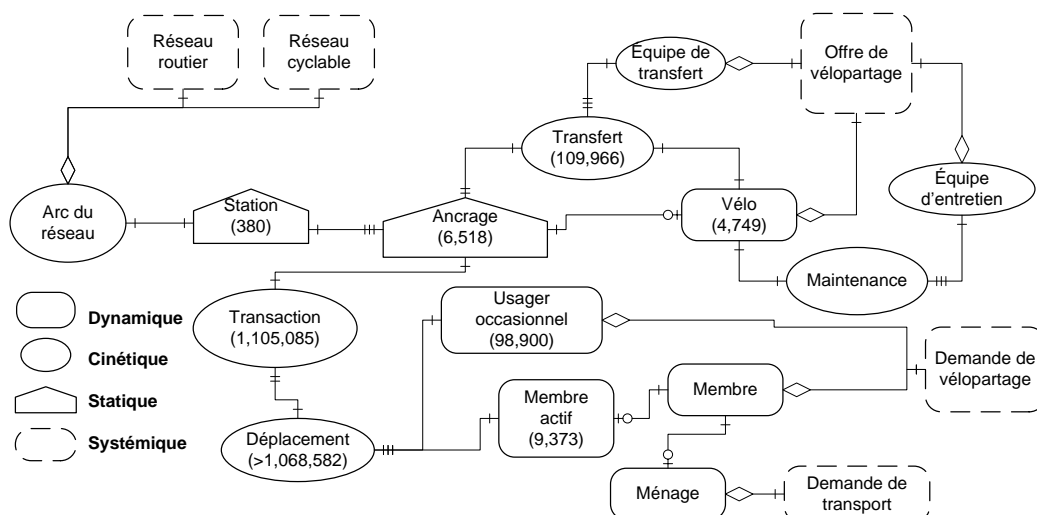 Réseau
routier
Réseau
cyclable
Équipe de
transfert
Offre de
vélopartage
Transfert
(109,966)
Arc du
réseau
Station
(380)
Ancrage
(6,518)
Vélo
(4,749)
Équipe
d'entretien
Maintenance
Dynamique
Cinétique
Statique
Systémique
Transaction
(1,105,085)
Usager
occasionnel
(98,900)
Demande de
vélopartage
Déplacement
(>1,068,582)
Membre
actif
(9,373)
Membre
Ménage
Demande de
transport